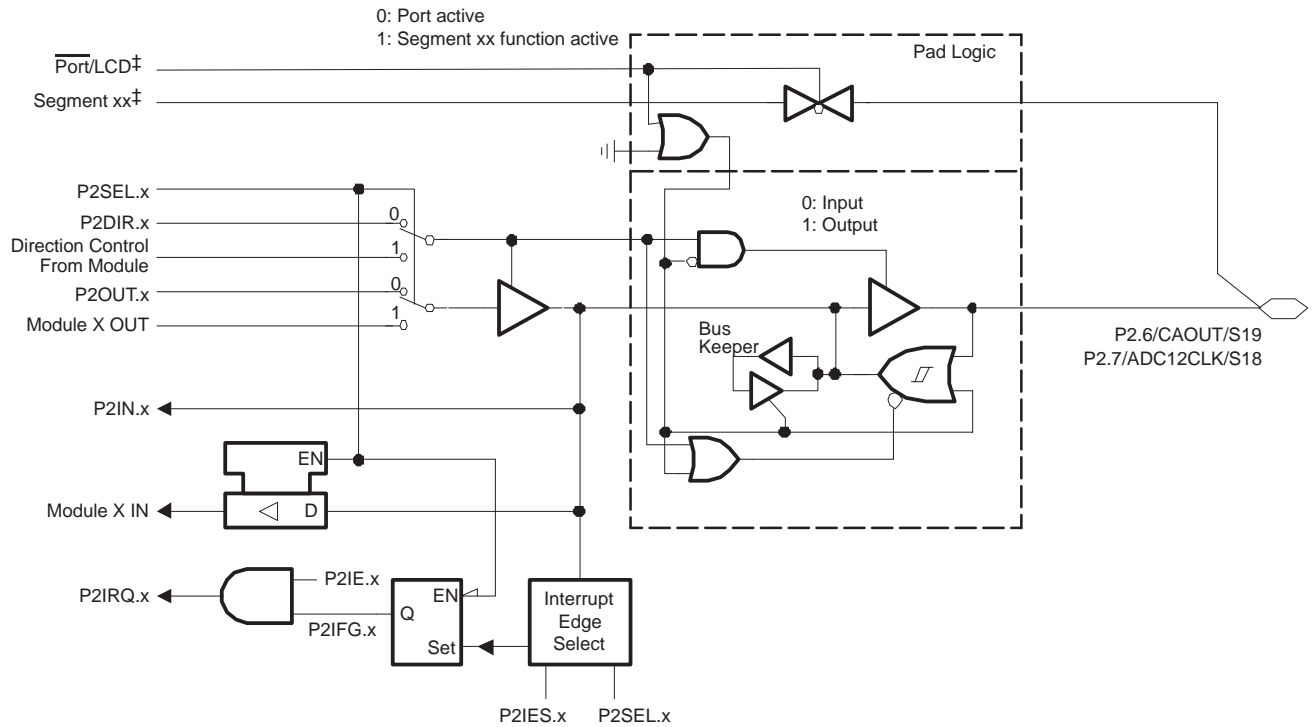 0: Port active
1: Segment xx function active
Pad Logic
Port/LCD‡
Segment xx‡
P2SEL.x
P2DIR.x
0
Direction Control
From Module
1
P2OUT.x
0
Module X OUT
1
0: Input
1: Output
Bus
Keeper
P2.6/CAOUT/S19
P2.7/ADC12CLK/S18
P2IN.x
EN
Module X IN
D
P2IRQ.x
P2IE.x
P2IFG.x
EN
Q
Set
Interrupt
Edge
Select
P2IES.x
P2SEL.x